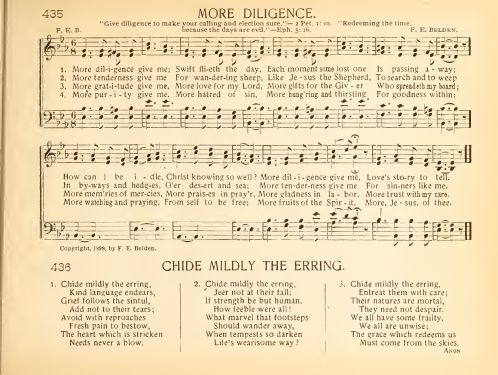 435 MORE DILIGENCE.
"Give diligence to make your calling and election sure."—2 Pet. 1: 10. "Redeeming the time,
because the days are evil."—Eph. 5: 16.
F. E. B. F. E. BELDEN.
1. More dil-i-gence give me; Swift fli-eth the day, Each moment some lost one Is passing a-way;
2. More tenderness give me For wan-der-ing sheep, Like Je-sus the Shepherd, To search and to weep
3. More grat-i-tude give me, More love for my Lord, More gifts for the Giv-er Who spreadeth my board;
4. More pur-i-ty give me, More hatred of sin, More hung'ring and thirsting For goodness within;
How can I be i-dle, Christ knowing so well? More dil-i-gence give me, Love's sto-ry to tell.
In by-ways and hedg-es, O'er des-ert and sea; More ten-der-ness give me For sin-ners like me.
More mem'ries of mer-cies, More prais-es in pray'r, More gladness in la-bor, More trust with my care.
More watching and praying, From self to be free; More fruits of the Spir-it, More, Je-sus, of thee.
Copyright, 1899, by F. E. Belden.
436 CHIDE MILDLY THE ERRING.
1. Chide mildly the erring,
Kind language endears,
Grief follows the sinful,
Add not to their tears;
Avoid with reproaches
Fresh pain to bestow,
The heart which is stricken
Needs never a blow.
2. Chide mildly the erring,
Jeer not at their fall;
If strength be but human,
How feeble were all!
What marvel that footsteps
Should wander away,
When tempests so darken
Life's wearisome way?
3. Chide mildly the erring,
Entreat them with care;
Their natures are mortal,
They need not despair.
We all have some frailty,
We all are unwise;
The grace which redeems us
Must come from the skies.
ANON